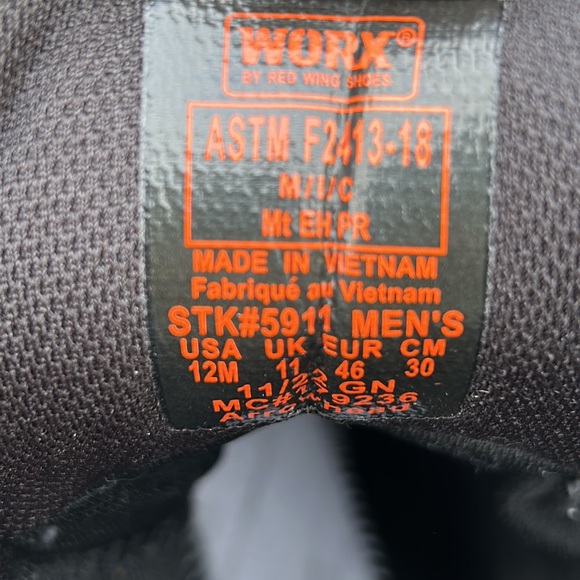 WORX®
BY RED WING SHOES
ASTM F2413-18
M/I/C
Mt EH PR
MADE IN VIETNAM
Fabriqué au Vietnam
STK#5911 MEN'S
USA UK EUR CM
12M 11 46 30
GN